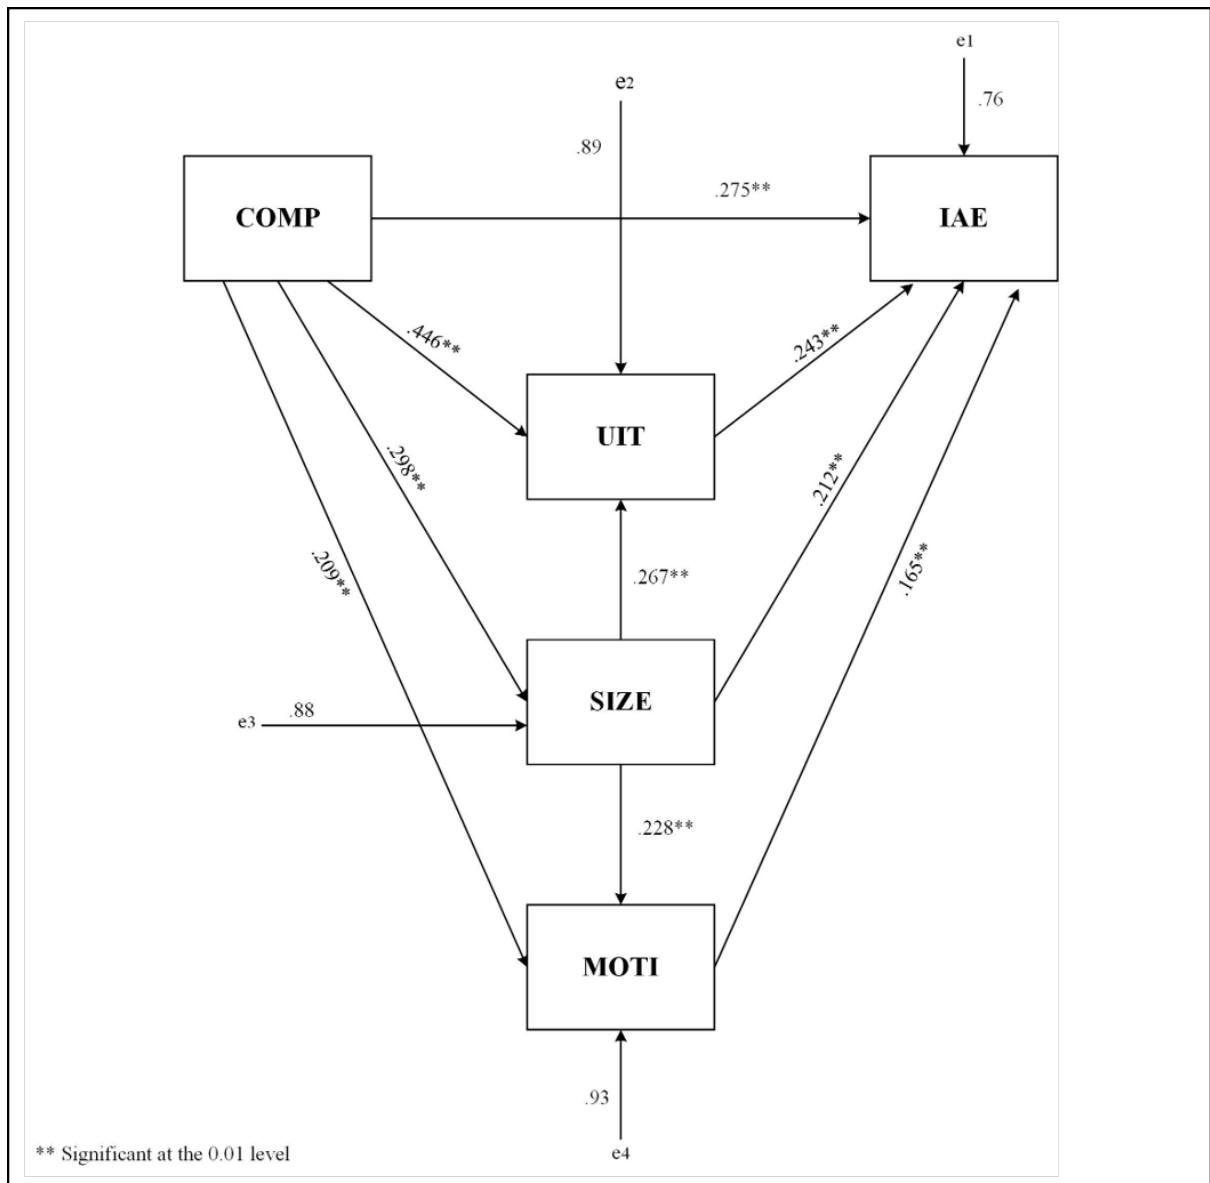 e1
.76
e2
.89
COMP
.275**
IAE
.446**
.243**
UIT
.298**
.212**
.209**
.267**
.165**
SIZE
e3
.88
.228**
MOTI
.93
e4
** Significant at the 0.01 level